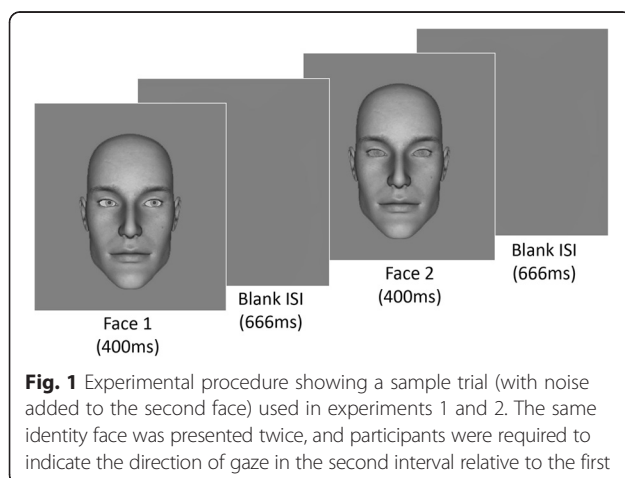 Face 1
(400ms)
Blank ISI
(666ms)
Face 2
(400ms)
Blank ISI
(666ms)
Fig. 1 Experimental procedure showing a sample trial (with noise
added to the second face) used in experiments 1 and 2. The same
identity face was presented twice, and participants were required to
indicate the direction of gaze in the second interval relative to the first